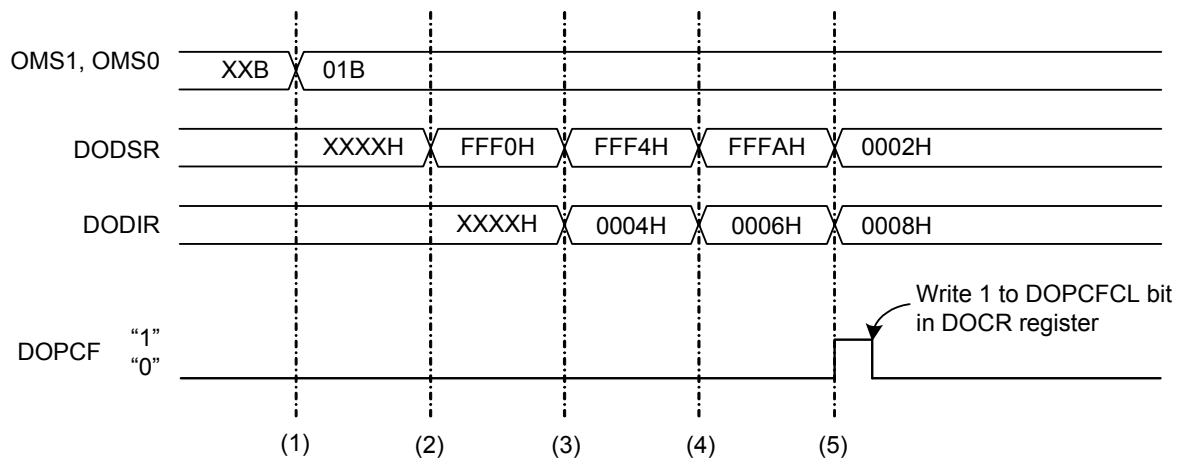 OMS1, OMS0 XXB 01B
DODSR XXXXH FFF0H FFF4H FFFAH 0002H
DODIR XXXXH 0004H 0006H 0008H
Write 1 to DOPCFCL bit
in DOCR register
DOPCF “1”
“0”
(1) (2) (3) (4) (5)